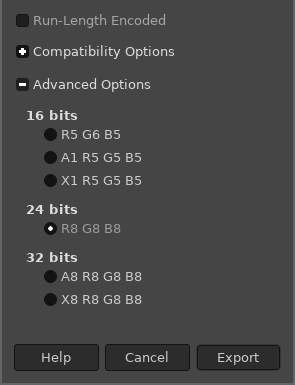 Run-Length Encoded
Compatibility Options
Advanced Options
16 bits
R5 G6 B5
A1 R5 G5 B5
X1 R5 G5 B5
24 bits
R8 G8 B8
32 bits
A8 R8 G8 B8
X8 R8 G8 B8
Help Cancel Export